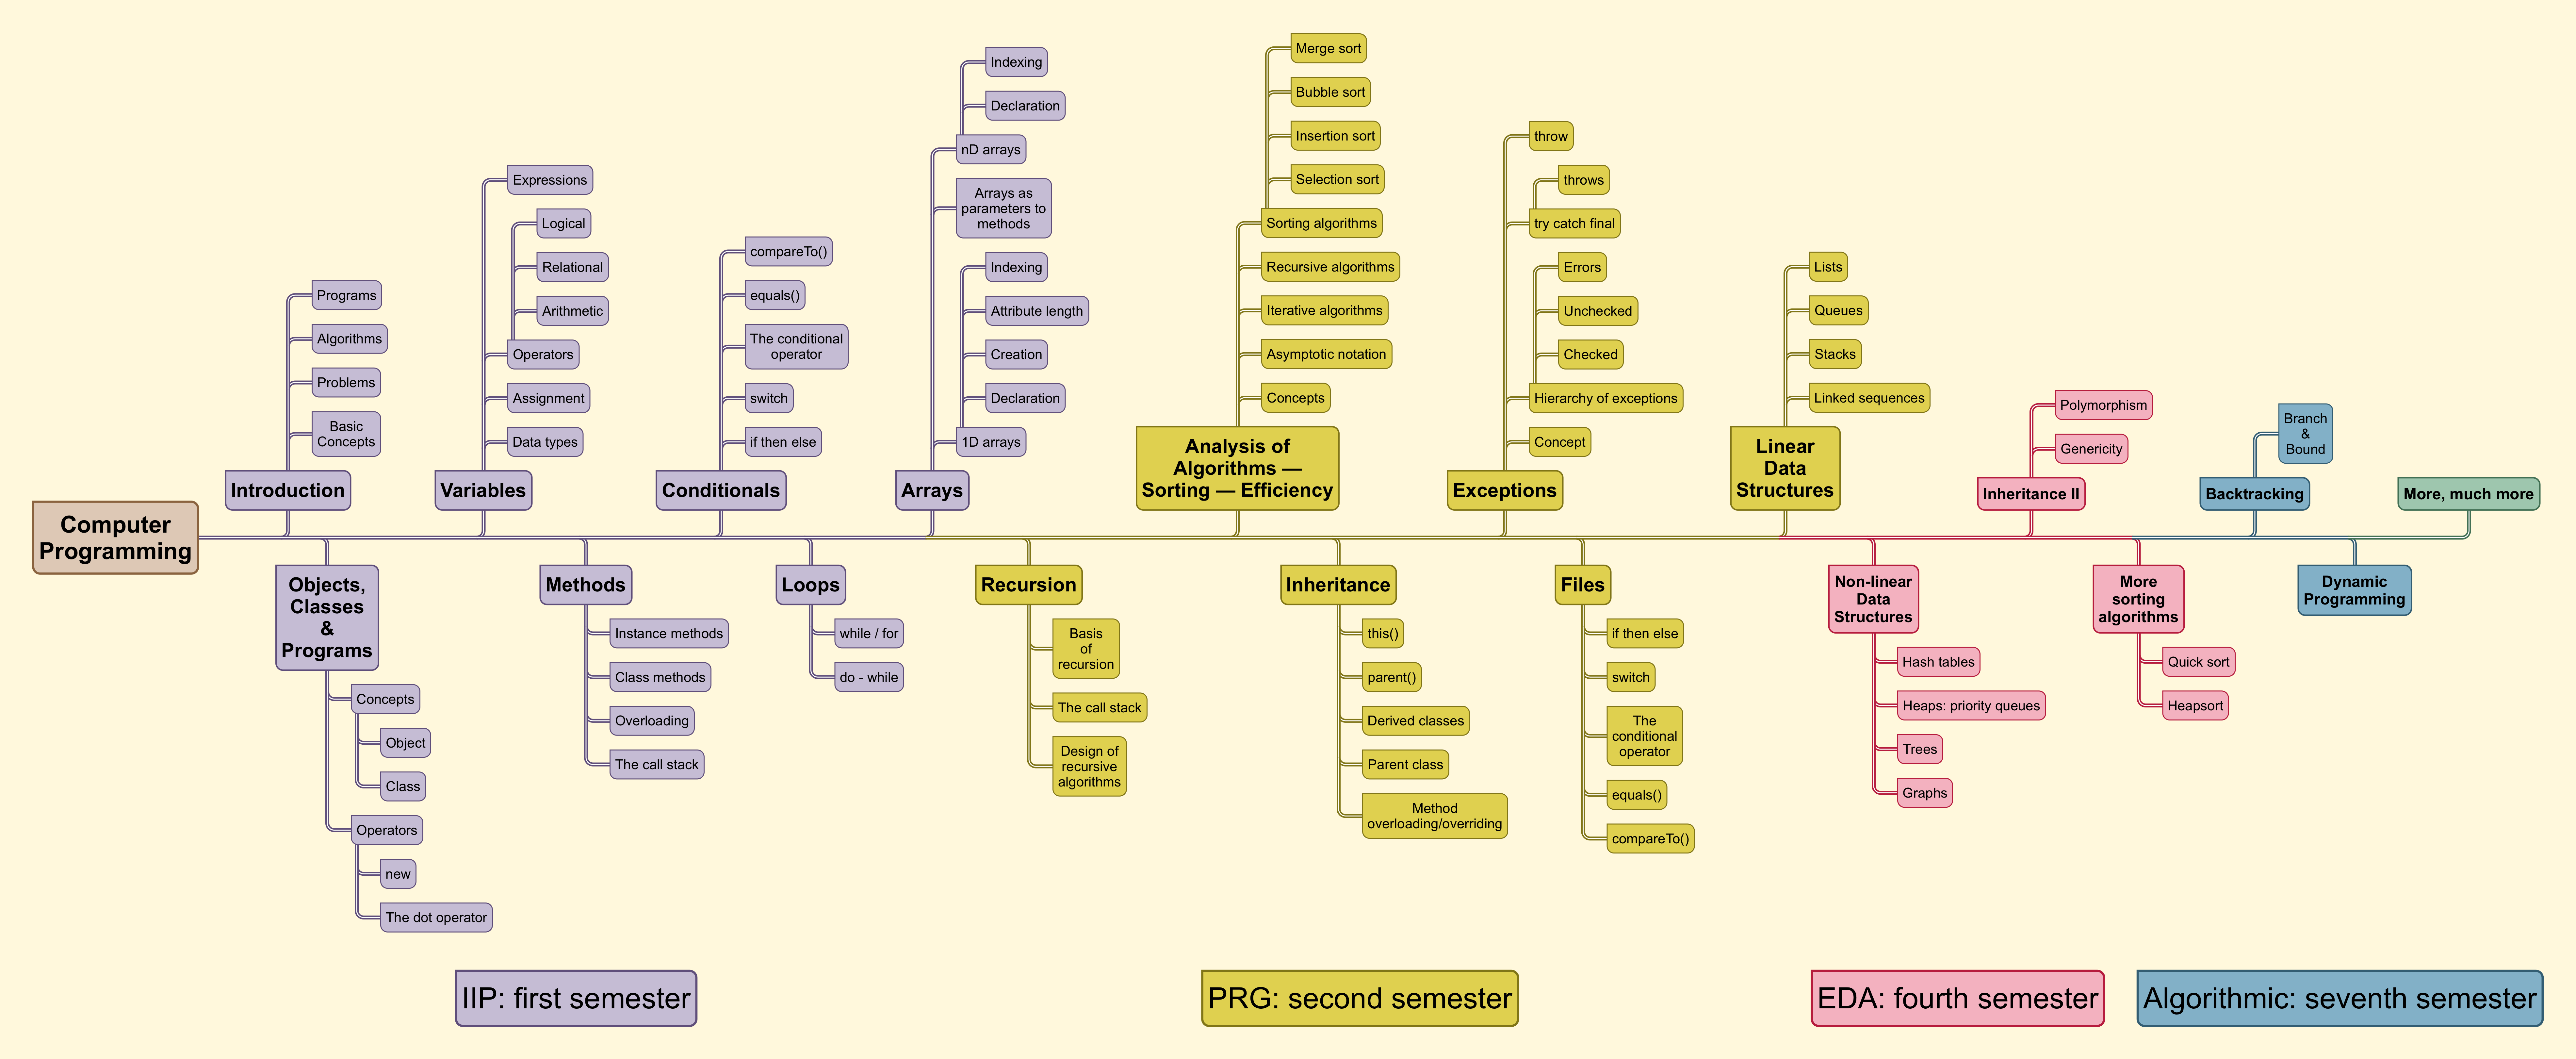 Computer
Programming
Introduction
Programs
Algorithms
Problems
Basic
Concepts
Objects,
Classes
&
Programs
Concepts
Object
Class
Operators
new
The dot operator
Variables
Expressions
Logical
Relational
Arithmetic
Operators
Assignment
Data types
Methods
Instance methods
Class methods
Overloading
The call stack
Conditionals
compareTo()
equals()
The conditional
operator
switch
if then else
Loops
while / for
do - while
Arrays
Indexing
Declaration
nD arrays
Arrays as
parameters to
methods
Indexing
Attribute length
Creation
Declaration
1D arrays
Recursion
Basis
of
recursion
The call stack
Design of
recursive
algorithms
Analysis of
Algorithms —
Sorting — Efficiency
Merge sort
Bubble sort
Insertion sort
Selection sort
Sorting algorithms
Recursive algorithms
Iterative algorithms
Asymptotic notation
Concepts
Inheritance
this()
parent()
Derived classes
Parent class
Method
overloading/overriding
Exceptions
throw
throws
try catch final
Errors
Unchecked
Checked
Hierarchy of exceptions
Concept
Files
if then else
switch
The
conditional
operator
equals()
compareTo()
Linear
Data
Structures
Lists
Queues
Stacks
Linked sequences
Non-linear
Data
Structures
Hash tables
Heaps: priority queues
Trees
Graphs
Inheritance II
Polymorphism
Genericity
More
sorting
algorithms
Quick sort
Heapsort
Backtracking
Branch
&
Bound
Dynamic
Programming
More, much more
IIP: first semester
PRG: second semester
EDA: fourth semester
Algorithmic: seventh semester